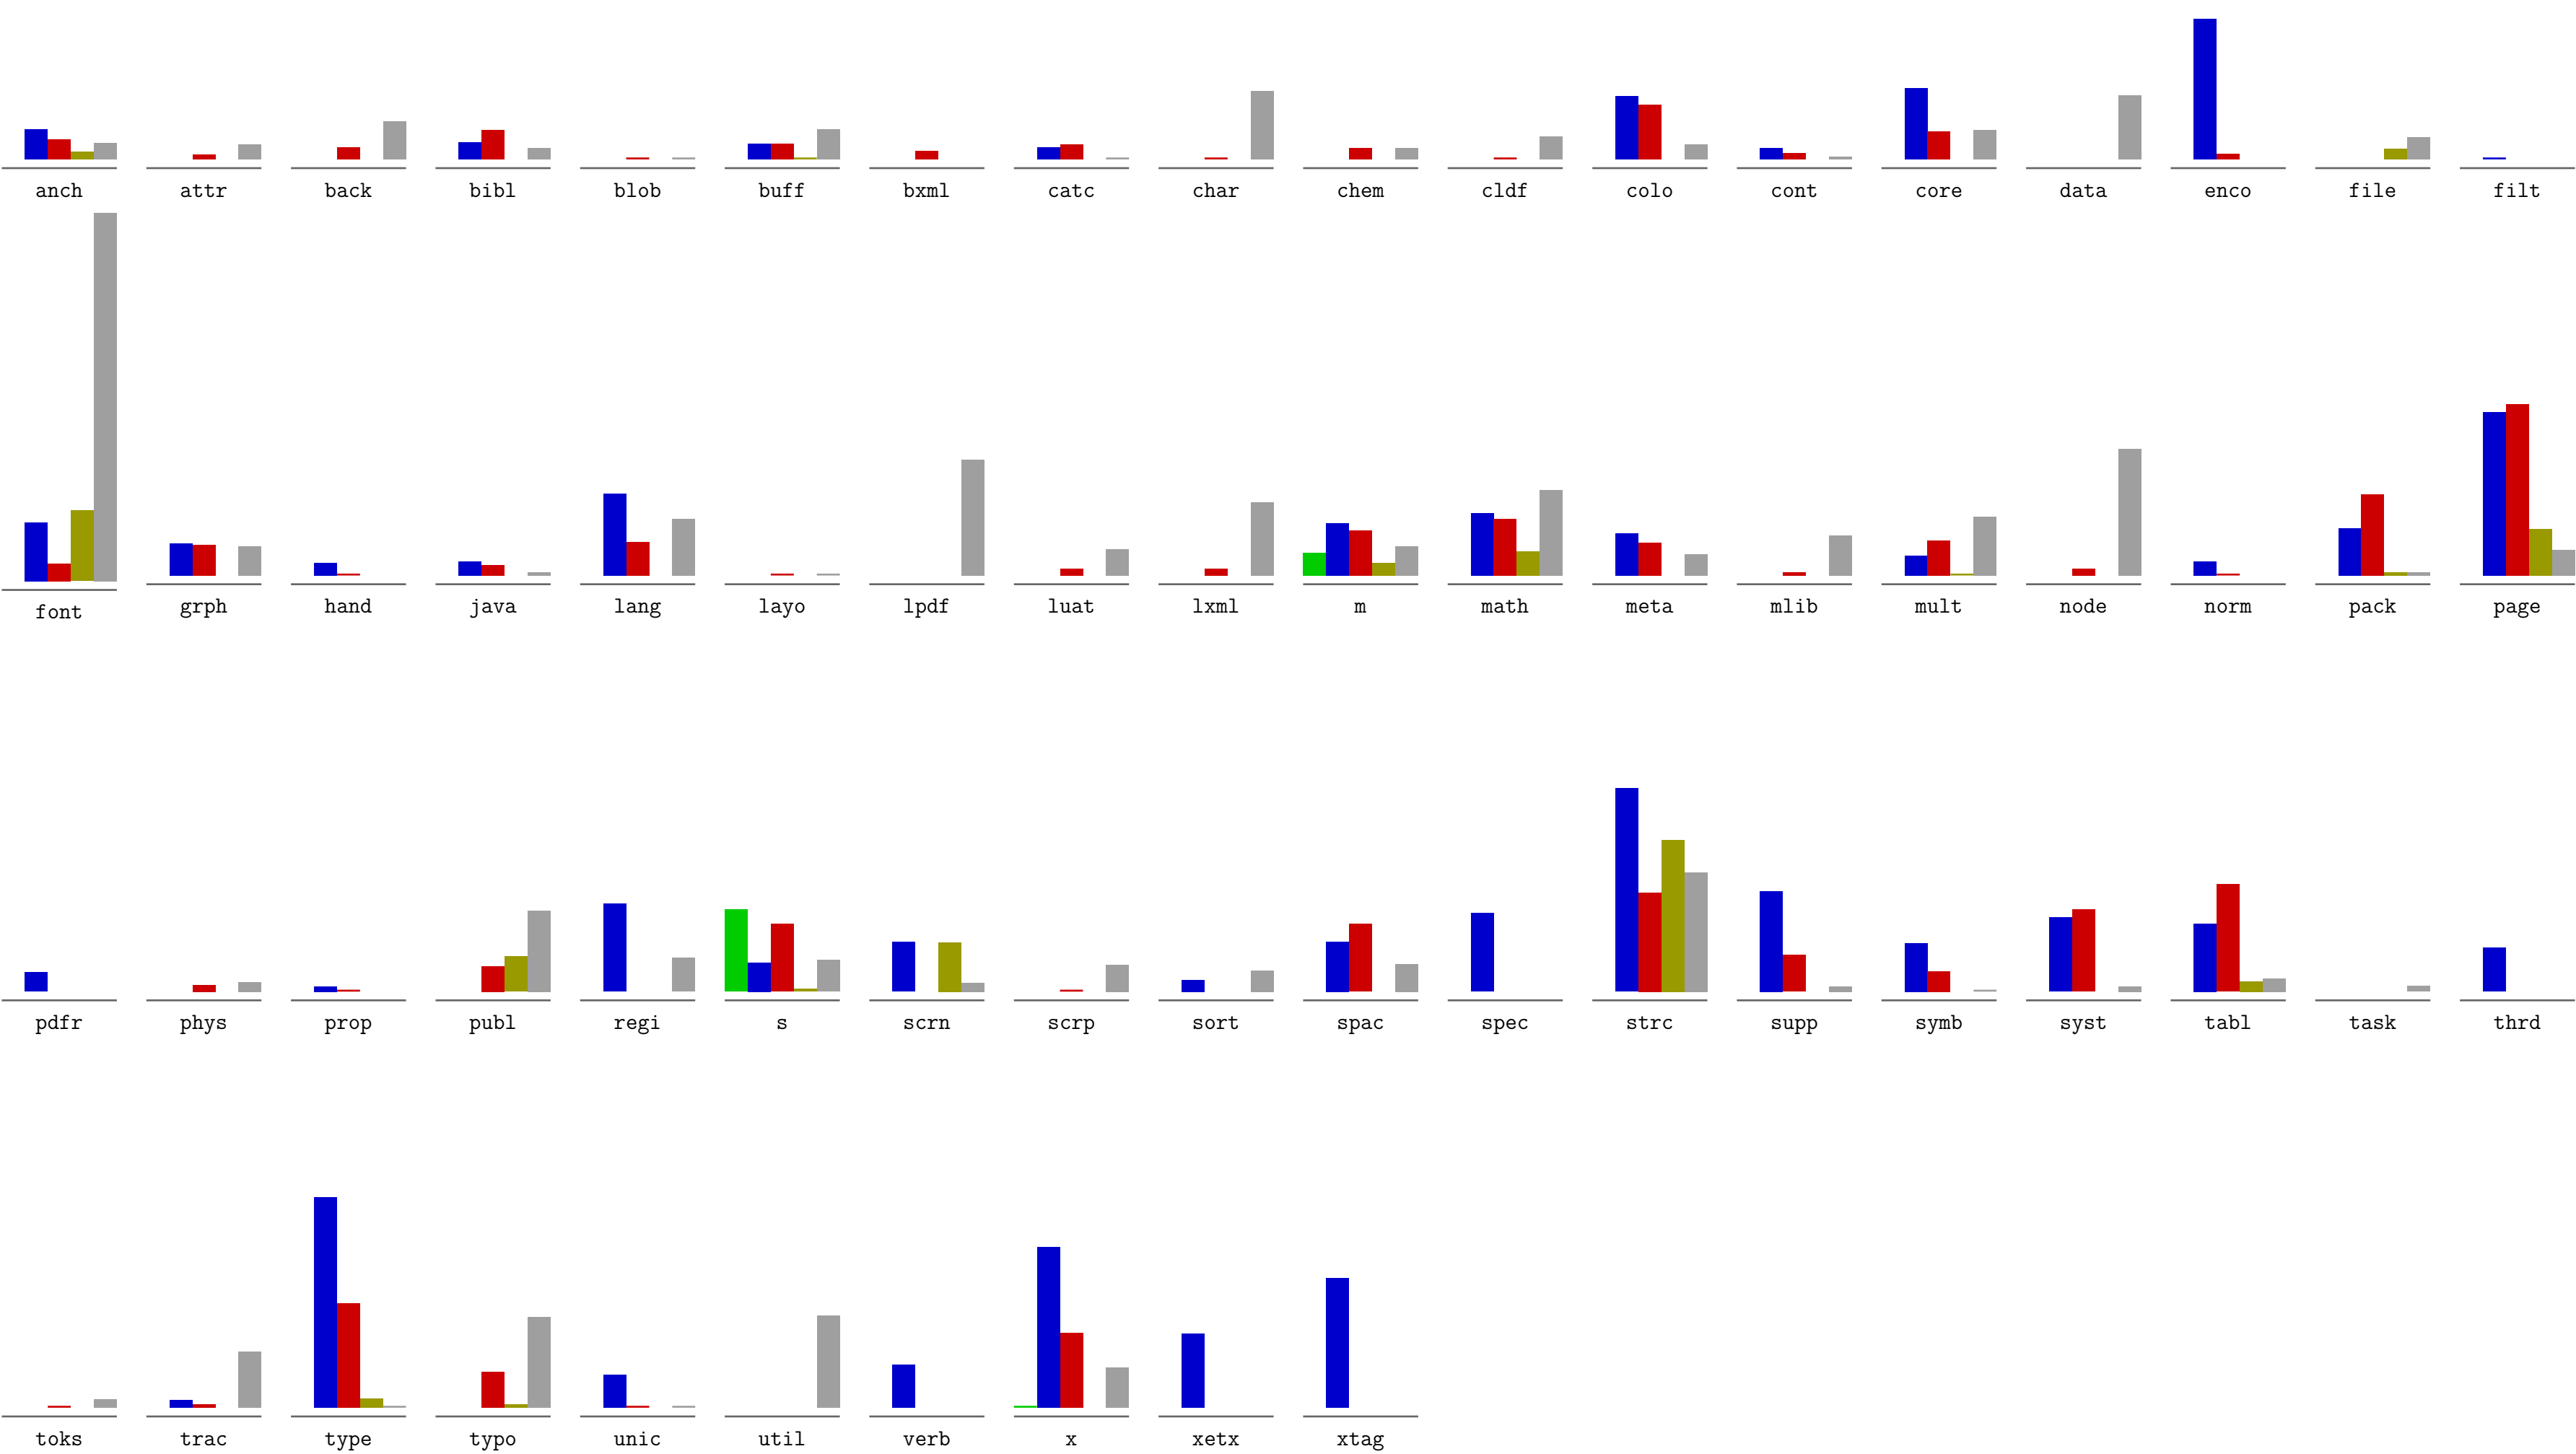 anch attr back bibl blob buff bxml catc char chem cldf colo cont core data enco file filt
font grph hand java lang layo lpdf luat lxml m math meta mlib mult node norm pack page
pdfr phys prop publ regi s scrn scrp sort spac spec strc supp symb syst tabl task thrd
toks trac type typo unic util verb x xetx xtag